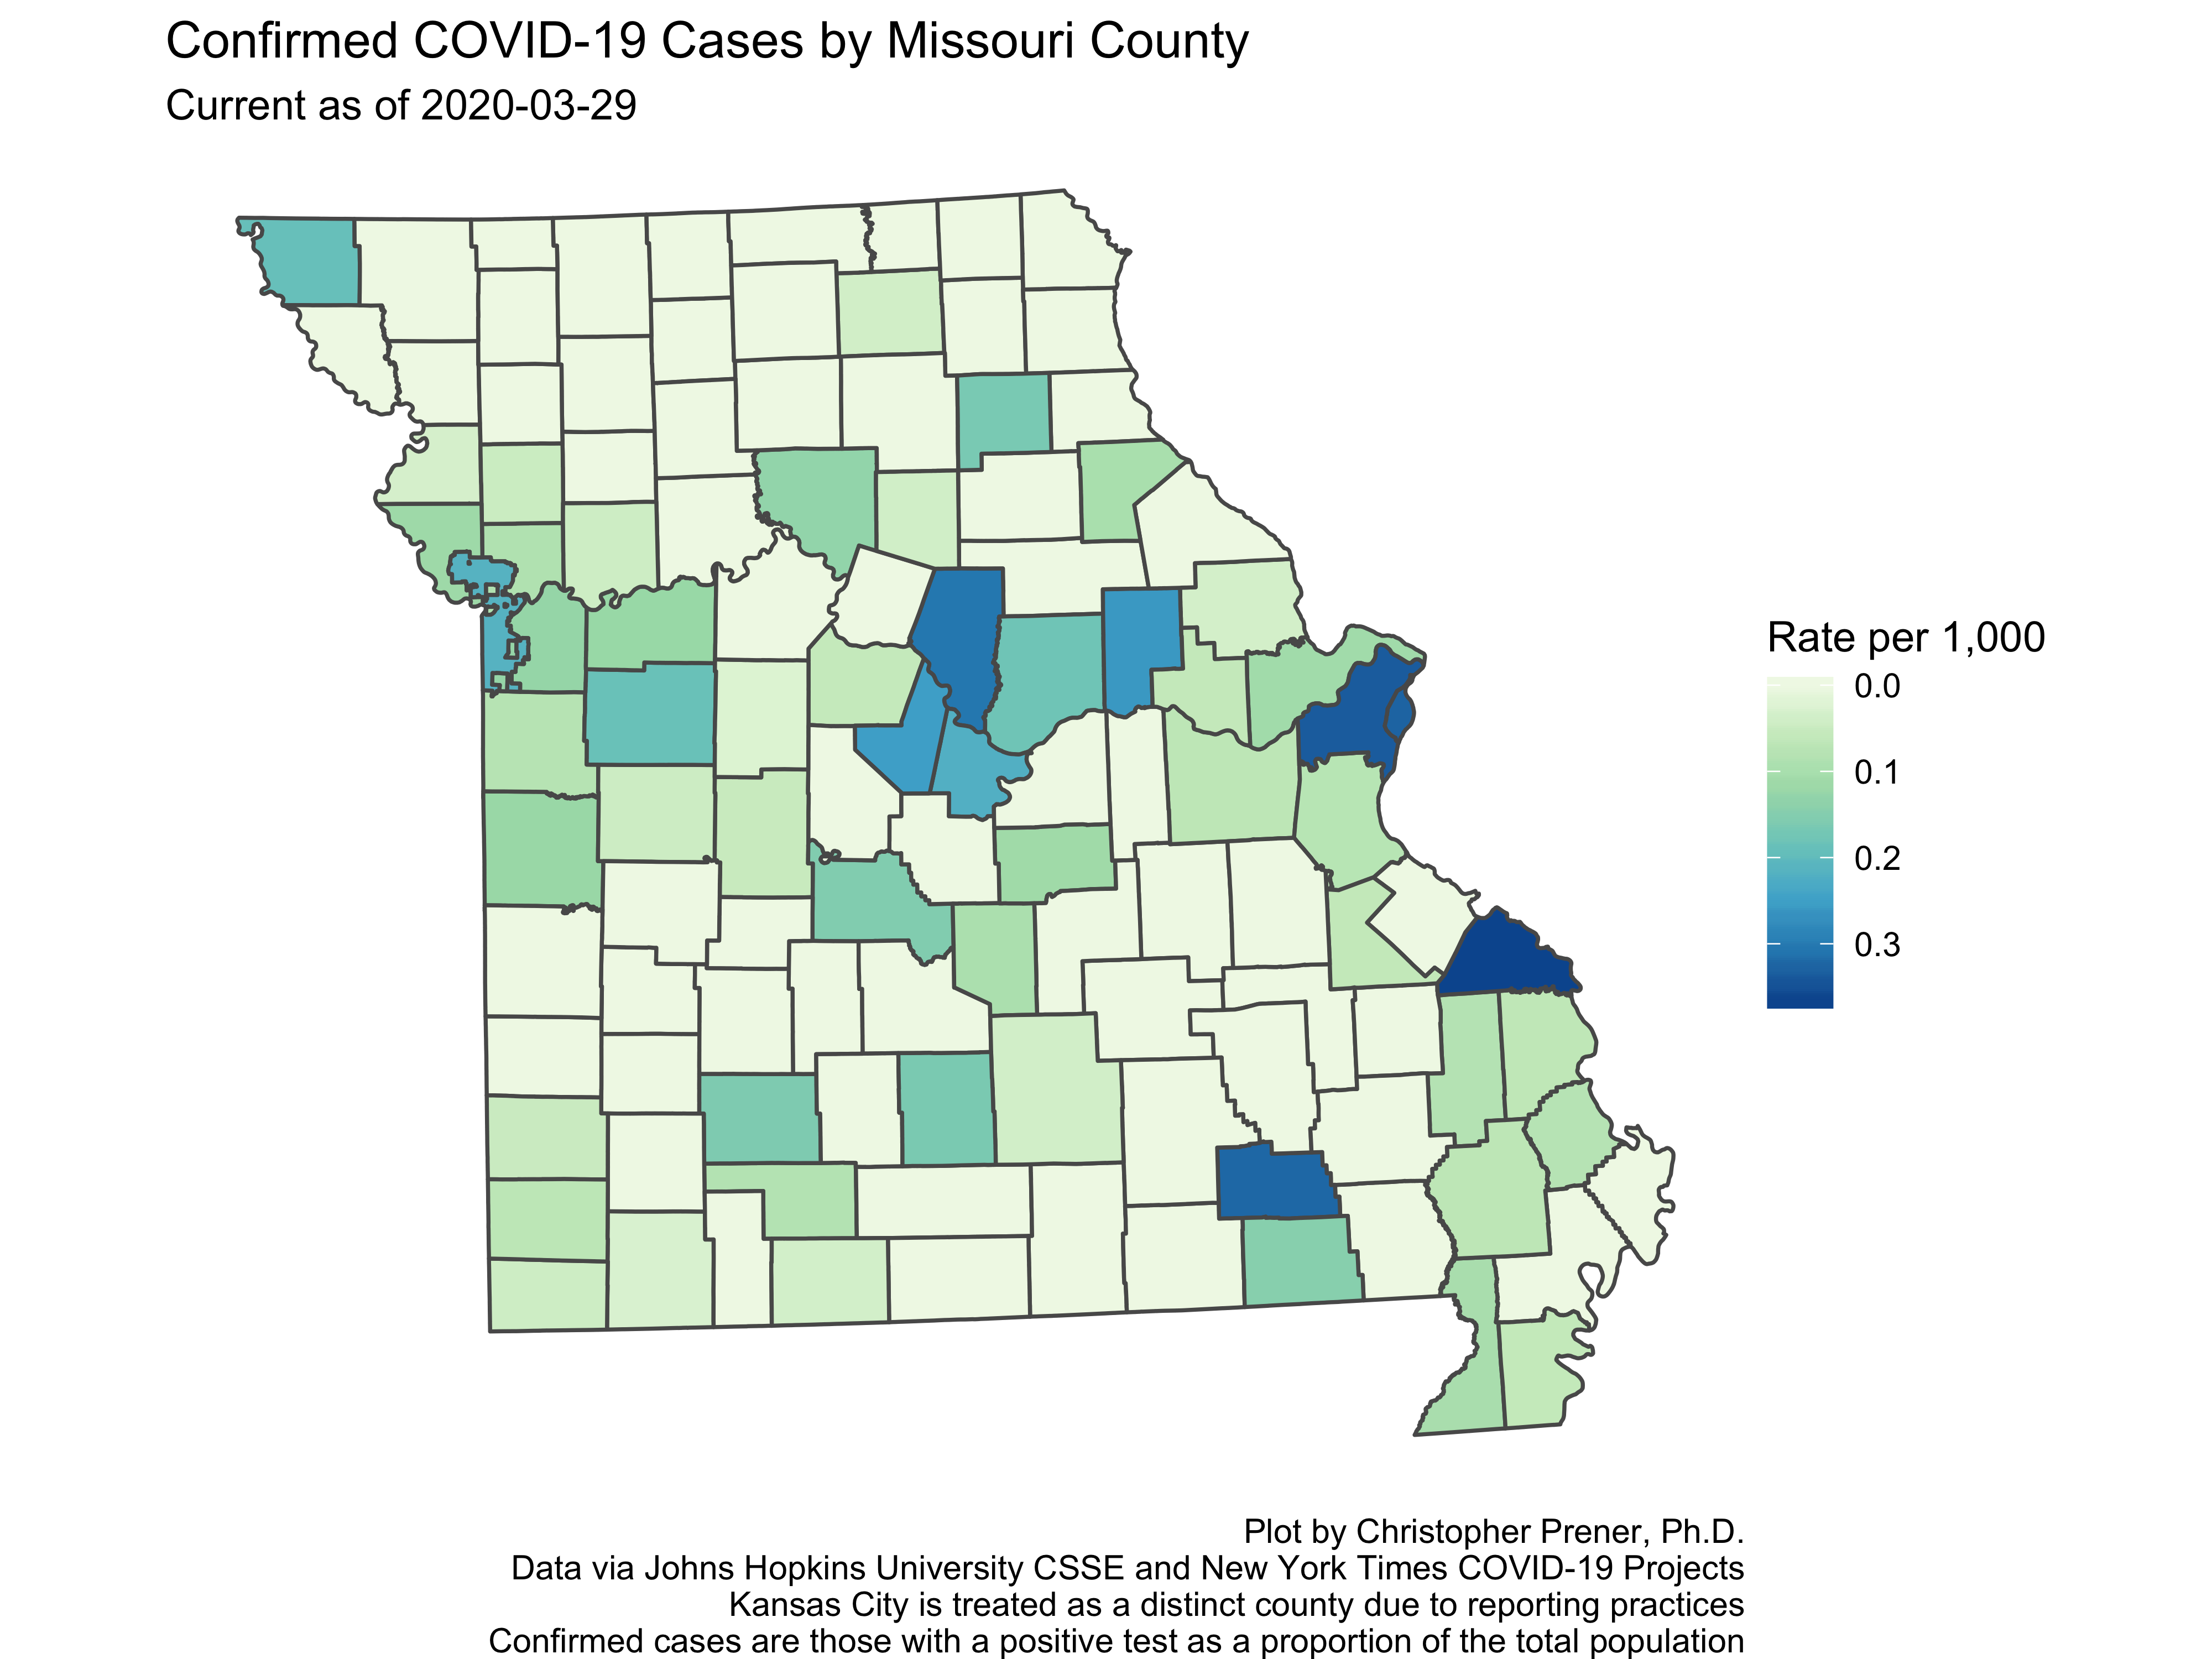 Confirmed COVID-19 Cases by Missouri County
Current as of 2020-03-29
Rate per 1,000
0.0
0.1
0.2
0.3
Plot by Christopher Prener, Ph.D.
Data via Johns Hopkins University CSSE and New York Times COVID-19 Projects
Kansas City is treated as a distinct county due to reporting practices
Confirmed cases are those with a positive test as a proportion of the total population